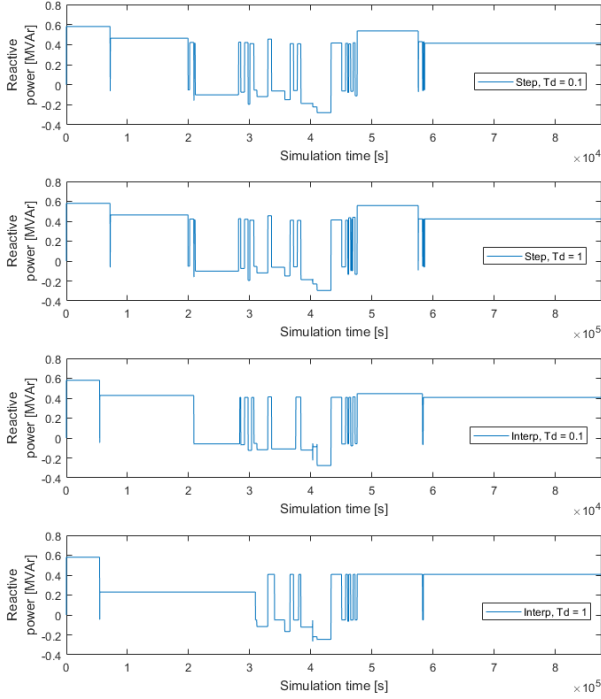 0.8
0.6
0.4
0.2
0
-0.2
-0.4
Reactive
power [MVAr]
Step, Td = 0.1
0 1 2 3 4 5 6 7 8
Simulation time [s]
×10^4
0.8
0.6
0.4
0.2
0
-0.2
-0.4
Reactive
power [MVAr]
Step, Td = 1
0 1 2 3 4 5 6 7 8
Simulation time [s]
×10^5
0.8
0.6
0.4
0.2
0
-0.2
-0.4
Reactive
power [MVAr]
Interp, Td = 0.1
0 1 2 3 4 5 6 7 8
Simulation time [s]
×10^4
0.8
0.6
0.4
0.2
0
-0.2
-0.4
Reactive
power [MVAr]
Interp, Td = 1
0 1 2 3 4 5 6 7 8
Simulation time [s]
×10^5